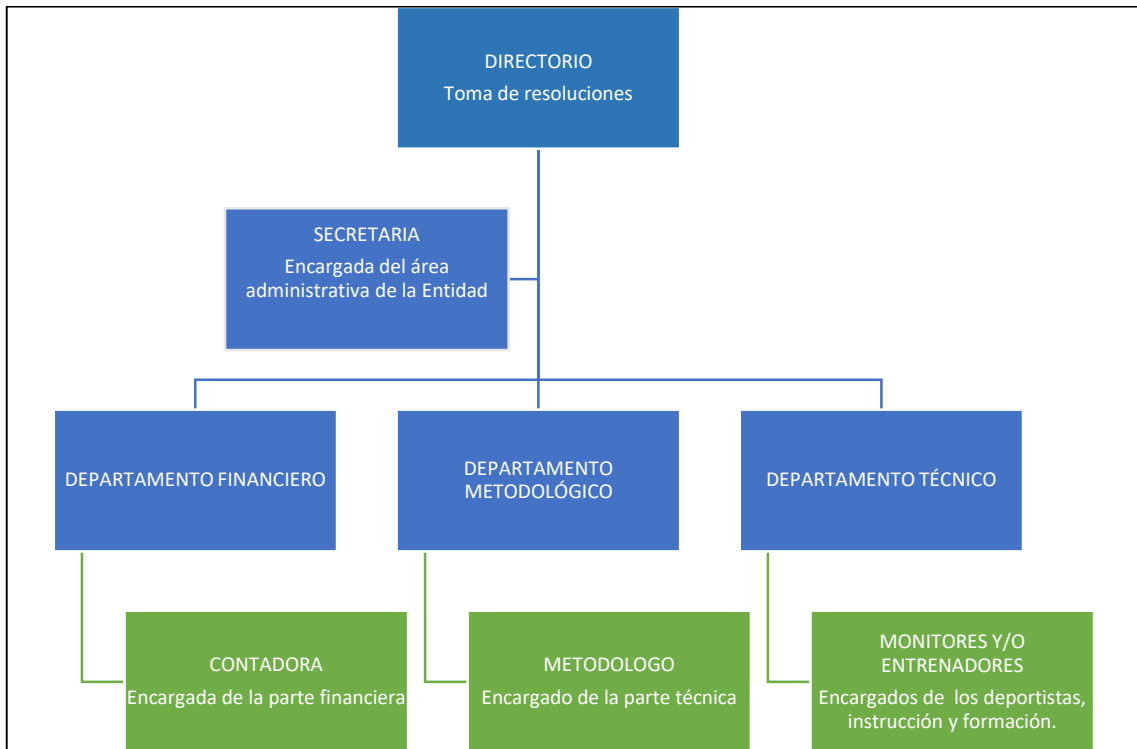 DIRECTORIO
Toma de resoluciones
SECRETARIA
Encargada del área
administrativa de la Entidad
DEPARTAMENTO FINANCIERO
DEPARTAMENTO
METODOLÓGICO
DEPARTAMENTO TÉCNICO
CONTADORA
Encargada de la parte financiera
METODOLOGO
Encargado de la parte técnica
MONITORES Y/O
ENTRENADORES
Encargados de los deportistas,
instrucción y formación.